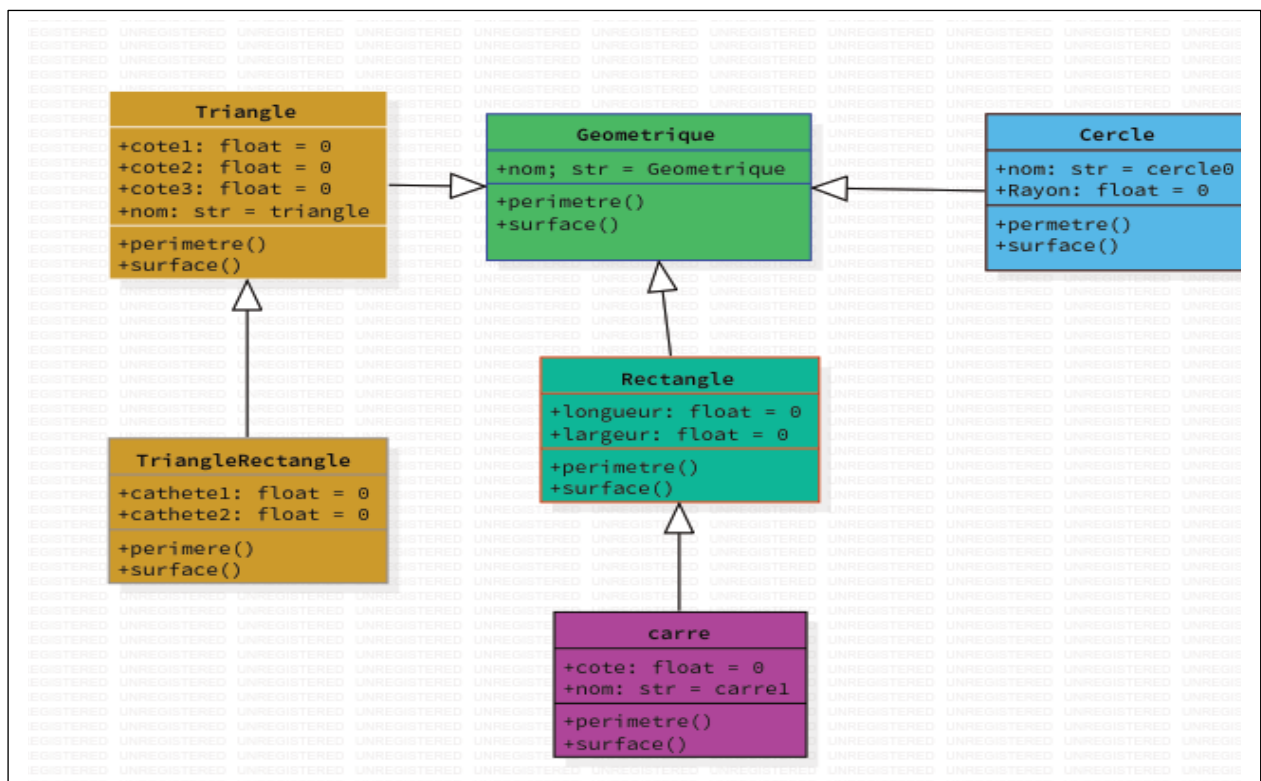 Triangle
+cote1: float = 0
+cote2: float = 0
+cote3: float = 0
+nom: str = triangle
+perimetre()
+surface()
Geometrique
+nom; str = Geometrique
+perimetre()
+surface()
Cercle
+nom: str = cercle0
+Rayon: float = 0
+permetre()
+surface()
Rectangle
+longueur: float = 0
+largeur: float = 0
+perimetre()
+surface()
TriangleRectangle
+cathete1: float = 0
+cathete2: float = 0
+perimere()
+surface()
carre
+cote: float = 0
+nom: str = carre1
+perimetre()
+surface()